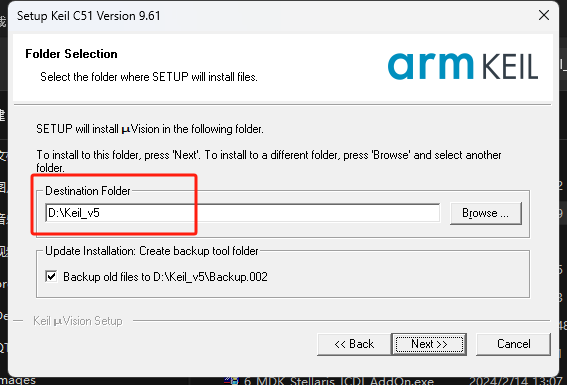 Setup Keil C51 Version 9.61
Folder Selection
Select the folder where SETUP will install files.
arm KEIL
SETUP will install µVision in the following folder.
To install to this folder, press 'Next'. To install to a different folder, press 'Browse' and select another
folder.
Destination Folder
D:\Keil_v5
Browse ...
Update Installation: Create backup tool folder
Backup old files to D:\Keil_v5\Backup.002
Keil µVision Setup
<< Back
Next >>
Cancel
6_MDK_Stellaris_ICDI_AddOn.exe
2024/2/14 13:07